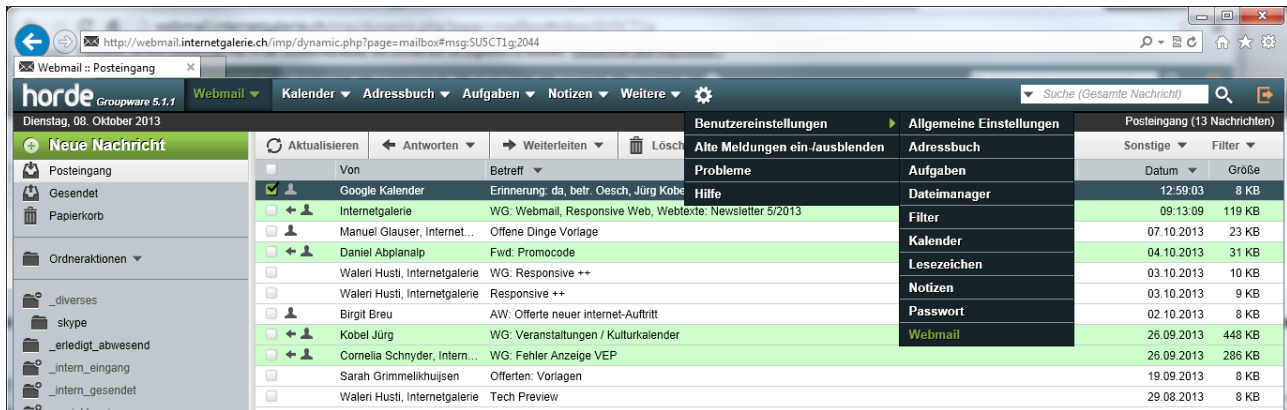 http://webmail.internetgalerie.ch/imp/dynamic.php?page=mailbox#msg:SU5CT1g;2044
Webmail :: Posteingang
horde Groupware 5.1.1 Webmail Kalender Adressbuch Aufgaben Notizen Weitere Suche (Gesamte Nachricht)
Dienstag, 08. Oktober 2013 Posteingang (13 Nachrichten)
Benutzereinstellungen Allgemeine Einstellungen
Alte Meldungen ein-/ausblenden Adressbuch
Probleme Aufgaben
Hilfe Dateimanager
Filter
Kalender
Lesezeichen
Notizen
Passwort
Webmail
Neue Nachricht
Posteingang
Gesendet
Papierkorb
Ordneraktionen
_diverses
skype
_erledigt_abwesend
_intern_eingang
_intern_gesendet
Aktualisieren Antworten Weiterleiten Lösch Sonstige Filter
Von Betreff Datum Größe
Google Kalender Erinnerung: da, betr. Oesch, Jürg Kobe 12:59:03 8 KB
Internetgalerie WG: Webmail, Responsive Web, Webtexte: Newsletter 5/2013 09:13:09 119 KB
Manuel Glauser, Internet... Offene Dinge Vorlage 07.10.2013 23 KB
Daniel Abplanalp Fwd: Promocode 04.10.2013 31 KB
Waleri Husti, Internetgalerie WG: Responsive ++ 03.10.2013 10 KB
Waleri Husti, Internetgalerie Responsive ++ 03.10.2013 9 KB
Birgit Breu AW: Offerte neuer internet-Auftritt 02.10.2013 8 KB
Kobel Jürg WG: Veranstaltungen / Kulturkalender 26.09.2013 448 KB
Cornelia Schnyder, Intern... WG: Fehler Anzeige VEP 26.09.2013 286 KB
Sarah Grimmelikhuijsen Offerten: Vorlagen 19.09.2013 8 KB
Waleri Husti, Internetgalerie Tech Preview 29.08.2013 8 KB